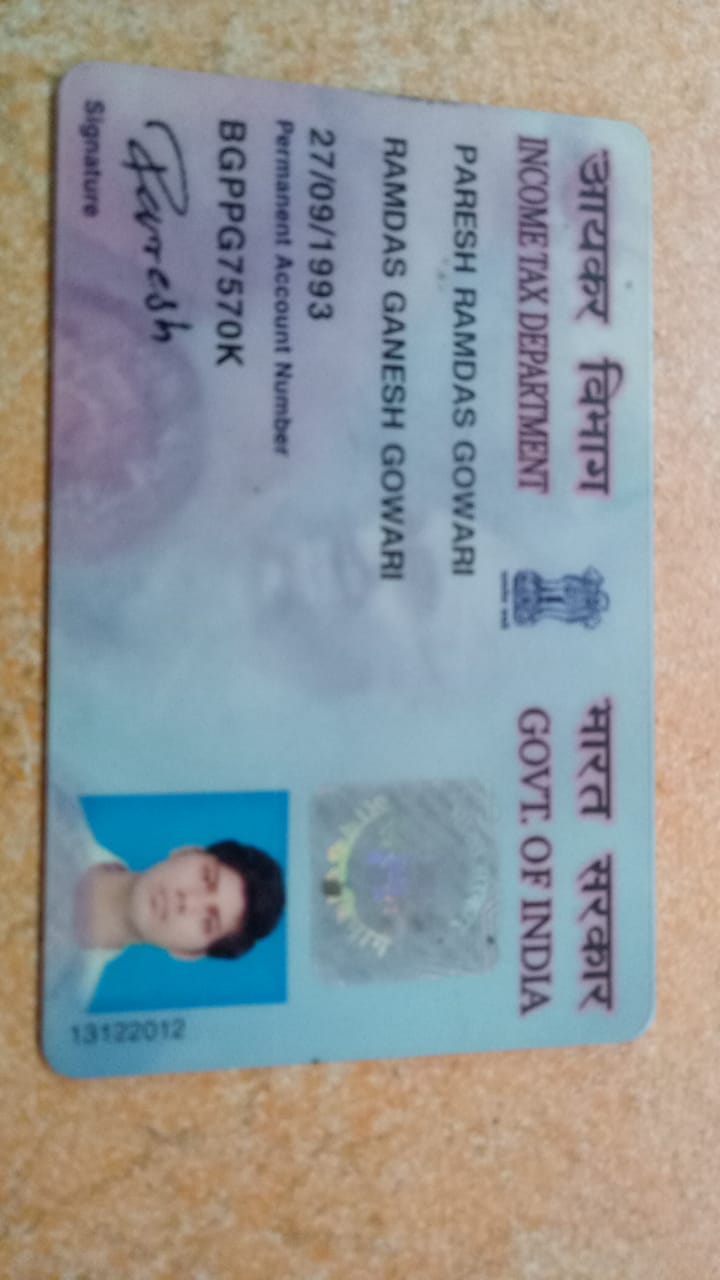 आयकर विभाग
INCOME TAX DEPARTMENT
भारत सरकार
GOVT. OF INDIA
PARESH RAMDAS GOWARI
RAMDAS GANESH GOWARI
27/09/1993
Permanent Account Number
BGPPG7570K
Paresh
Signature
13122012